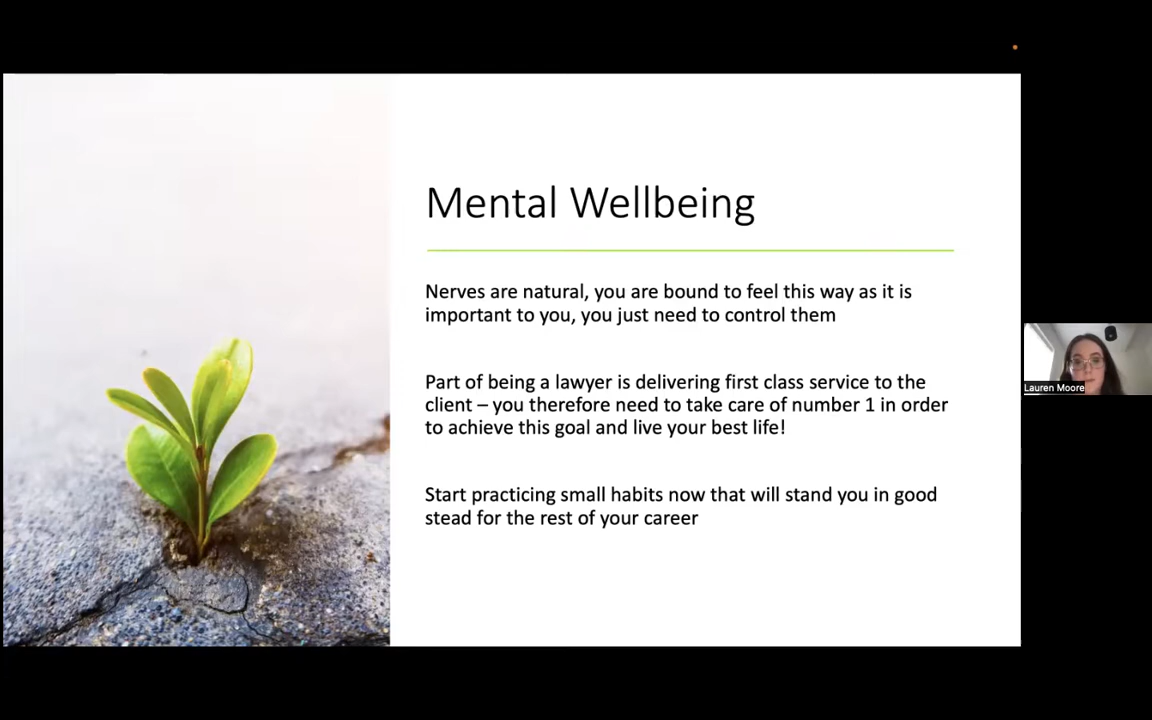 Mental Wellbeing
Nerves are natural, you are bound to feel this way as it is
important to you, you just need to control them
Part of being a lawyer is delivering first class service to the
client – you therefore need to take care of number 1 in order
to achieve this goal and live your best life!
Start practicing small habits now that will stand you in good
stead for the rest of your career
Lauren Moore